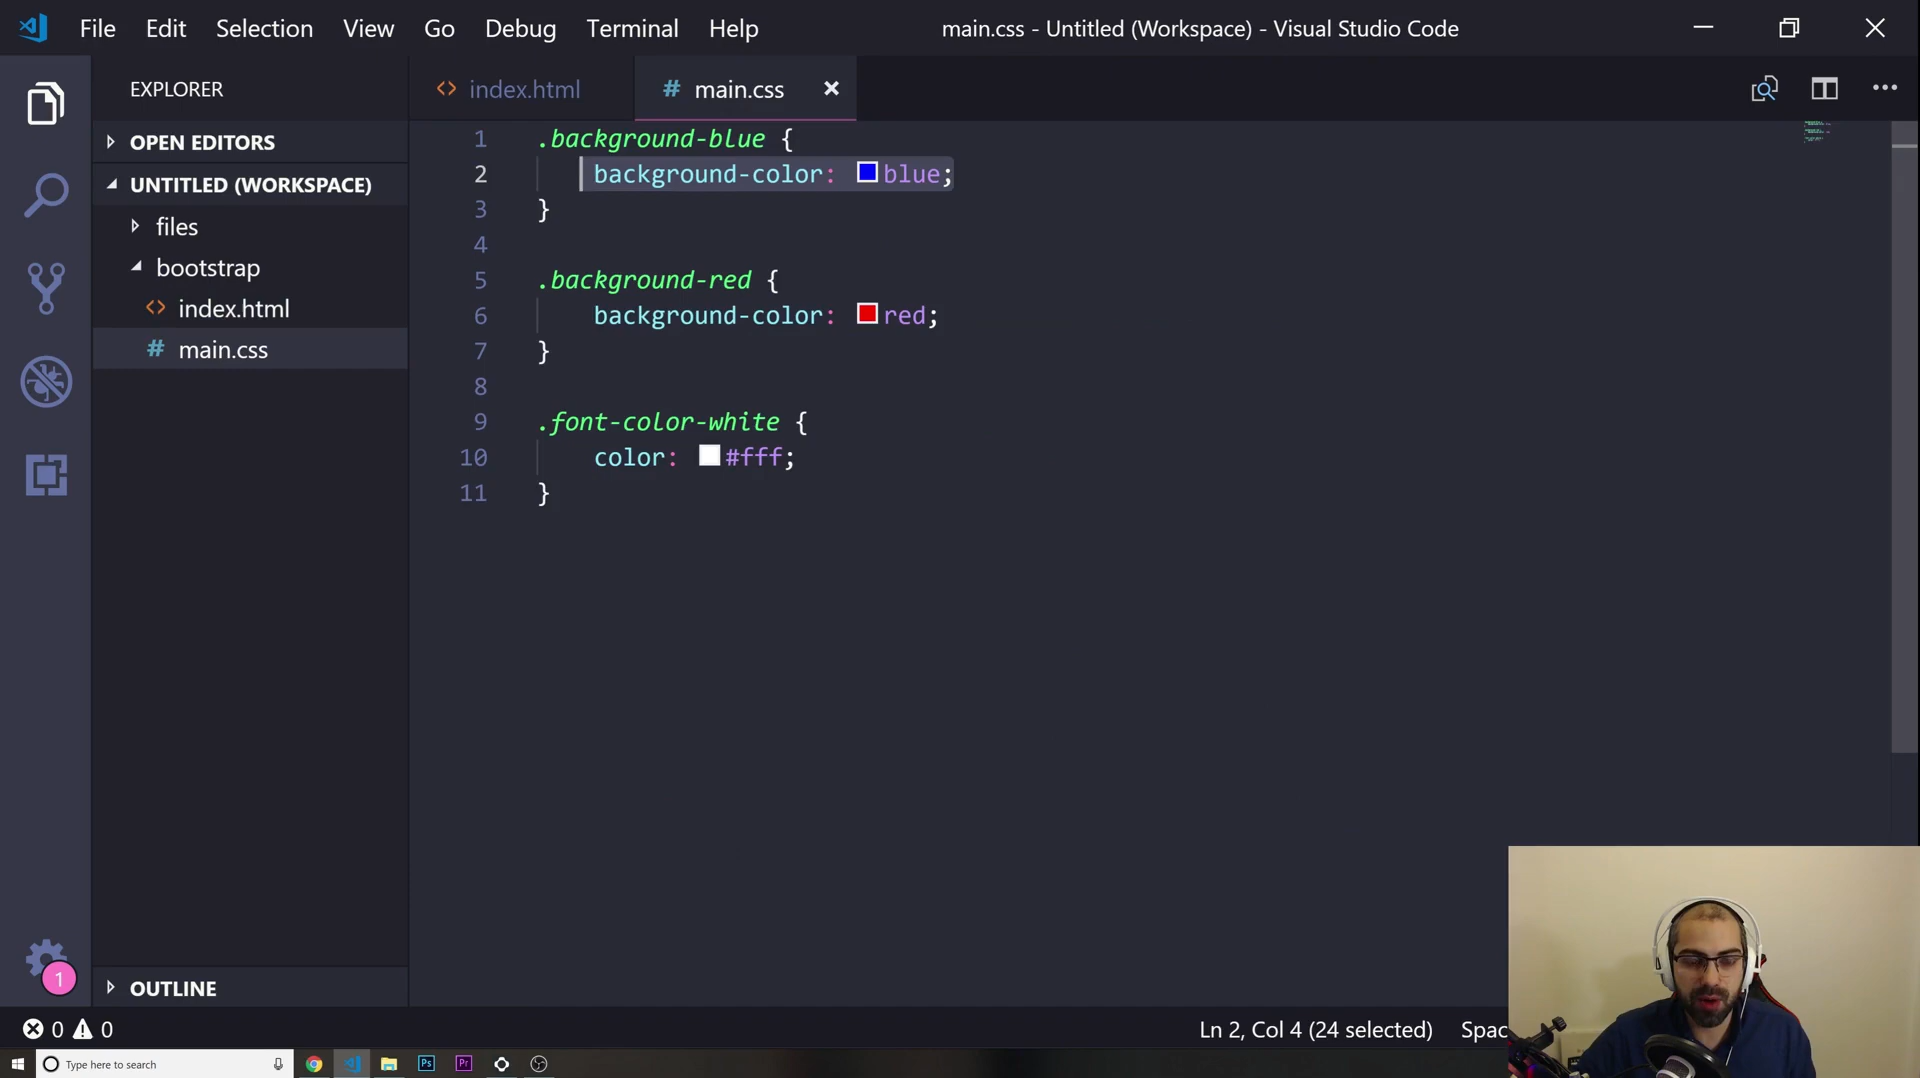 File Edit Selection View Go Debug Terminal Help main.css - Untitled (Workspace) - Visual Studio Code
EXPLORER
<> index.html # main.css
OPEN EDITORS
UNTITLED (WORKSPACE)
files
bootstrap
<> index.html
# main.css
1 .background-blue {
2 background-color: blue;
3 }
4
5 .background-red {
6 background-color: red;
7 }
8
9 .font-color-white {
10 color: #fff;
11 }
1
OUTLINE
0 0 Ln 2, Col 4 (24 selected) Spac
Type here to search Ps Pr